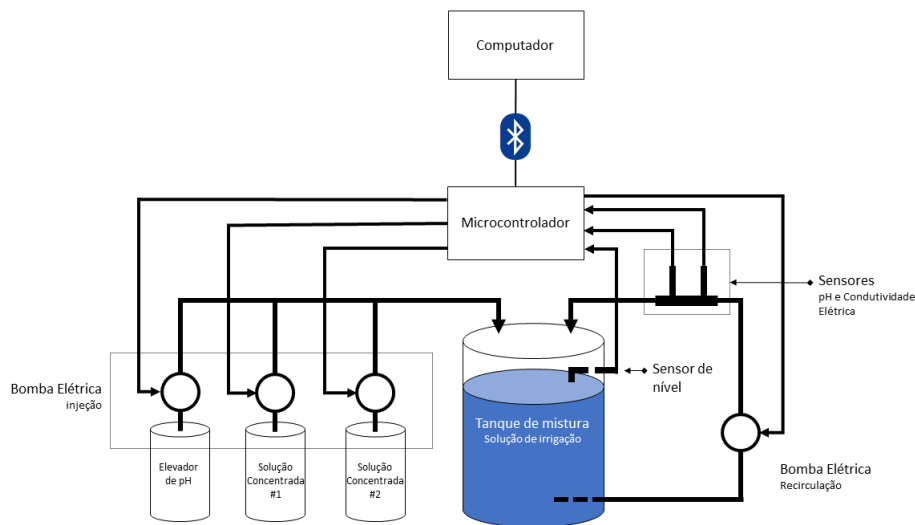 Computador
Microcontrolador
Sensores
pH e Condutividade
Elétrica
Sensor de
nível
Bomba Elétrica
injeção
Tanque de mistura
Solução de irrigação
Elevador
de pH
Solução
Concentrada
#1
Solução
Concentrada
#2
Bomba Elétrica
Recirculação